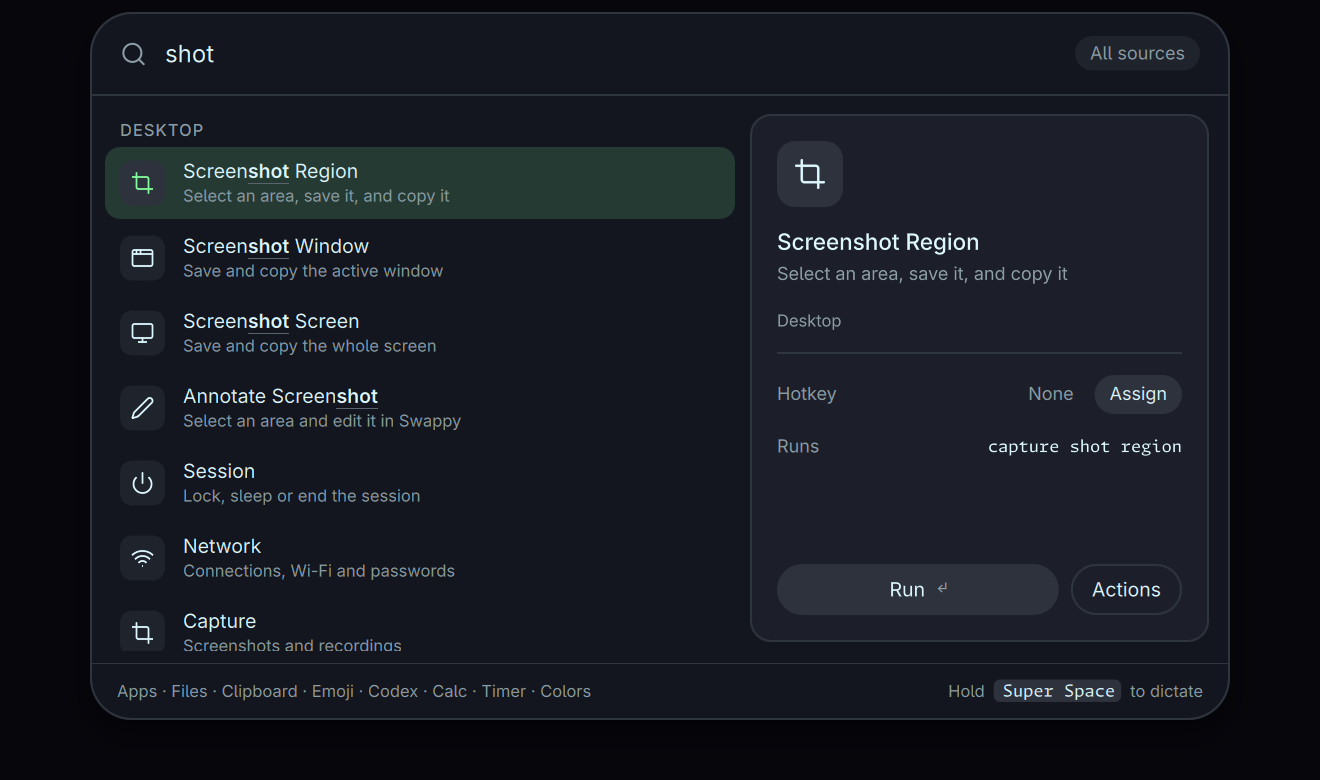 shot
All sources
DESKTOP
Screenshot Region
Select an area, save it, and copy it
Screenshot Window
Save and copy the active window
Screenshot Screen
Save and copy the whole screen
Annotate Screenshot
Select an area and edit it in Swappy
Session
Lock, sleep or end the session
Network
Connections, Wi-Fi and passwords
Capture
Screenshots and recordings
Screenshot Region
Select an area, save it, and copy it
Desktop
Hotkey None Assign
Runs capture shot region
Run ↵ Actions
Apps · Files · Clipboard · Emoji · Codex · Calc · Timer · Colors
Hold Super Space to dictate